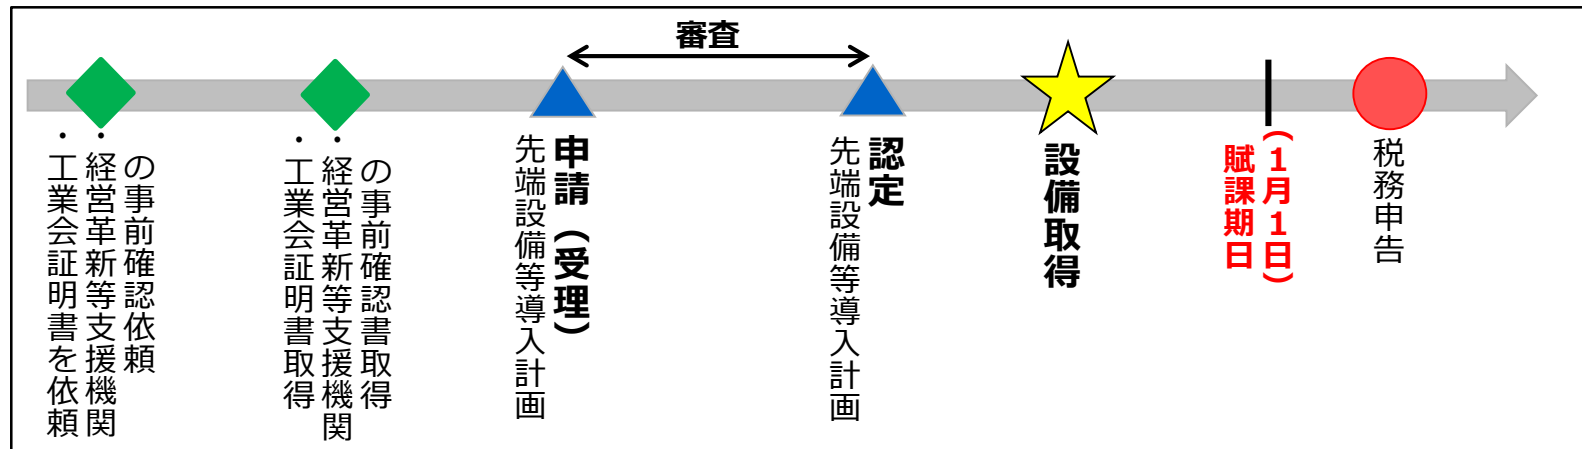 審査
・工業会証明書を依頼
・経営革新等支援機関
の事前確認依頼
・工業会証明書取得
・経営革新等支援機関
の事前確認書取得
先端設備等導入計画
申請（受理）
先端設備等導入計画
認定
設備取得
賦課期日
（1月1日）
税務申告